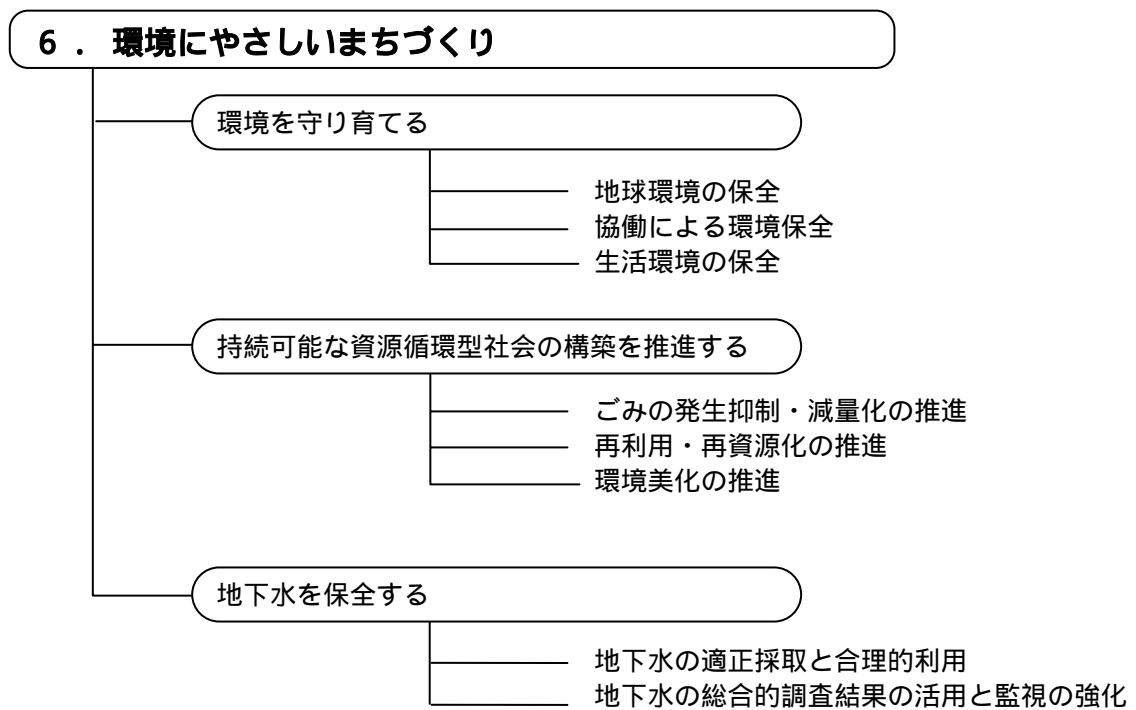 ６．環境にやさしいまちづくり
環境を守り育てる
地球環境の保全
協働による環境保全
生活環境の保全
持続可能な資源循環型社会の構築を推進する
ごみの発生抑制・減量化の推進
再利用・再資源化の推進
環境美化の推進
地下水を保全する
地下水の適正採取と合理的利用
地下水の総合的調査結果の活用と監視の強化